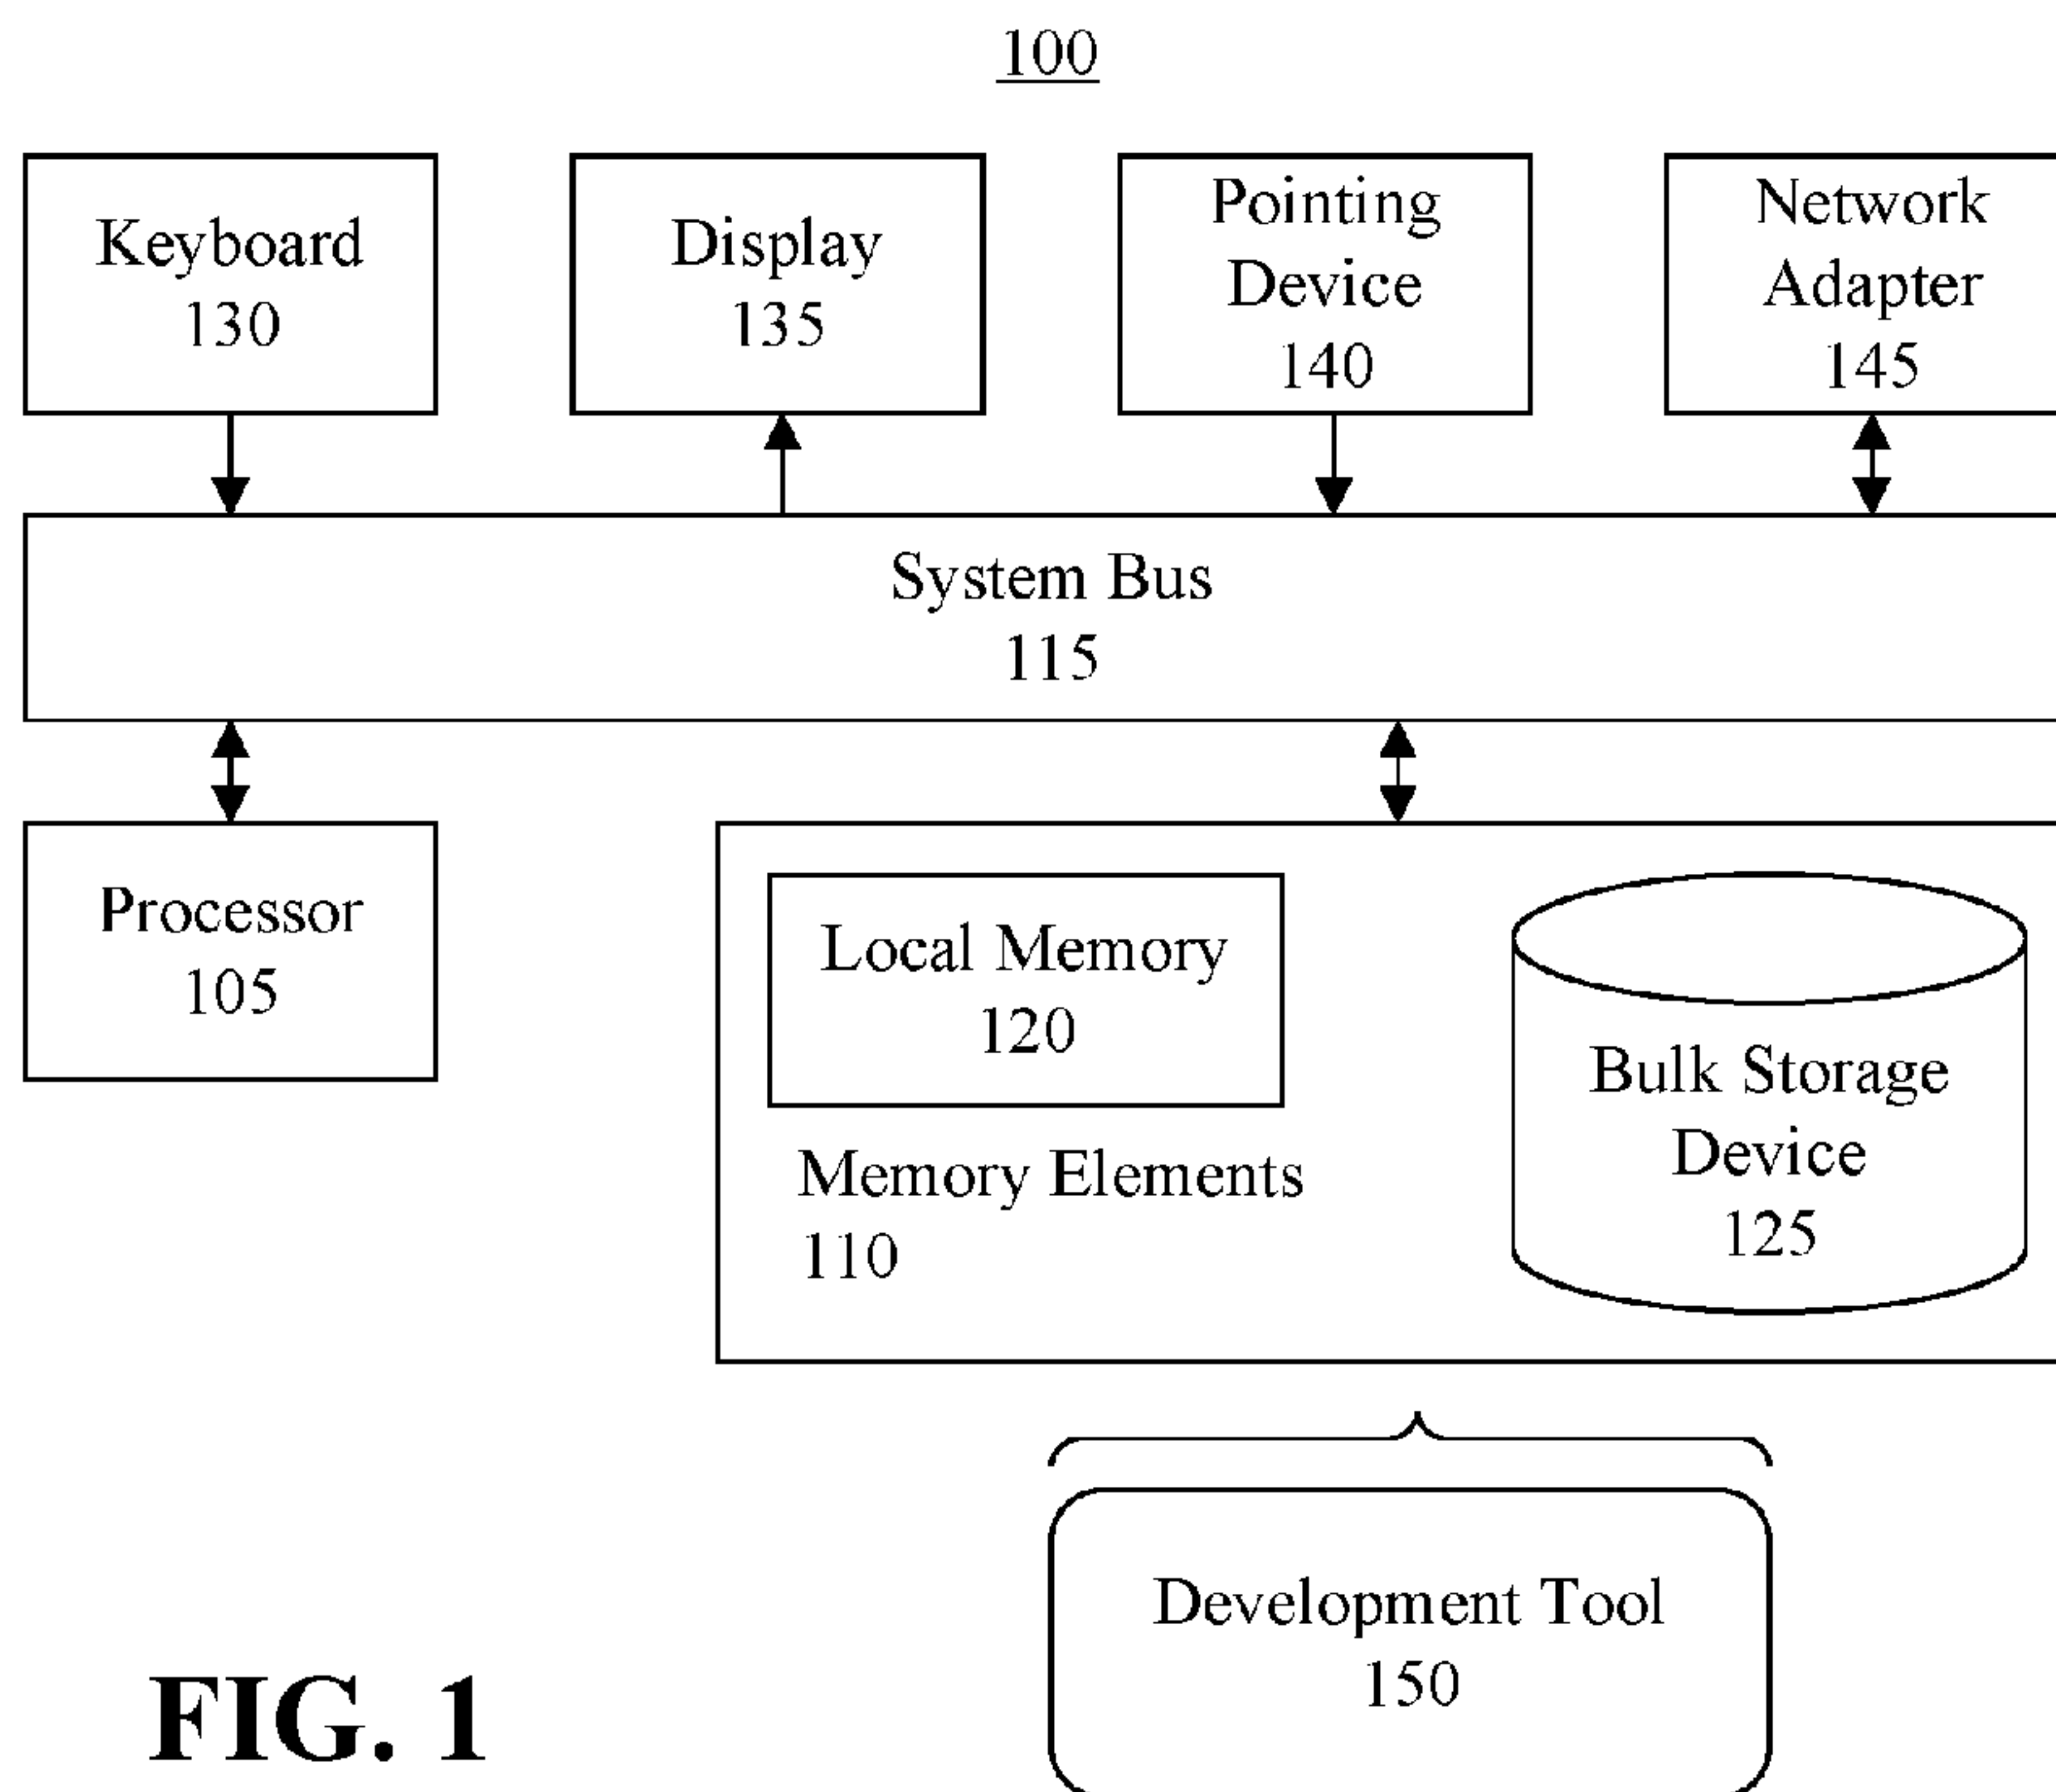 100
Keyboard
130
Display
135
Pointing
Device
140
Network
Adapter
145
System Bus
115
Processor
105
Local Memory
120
Memory Elements
110
Bulk Storage
Device
125
Development Tool
150
FIG. 1